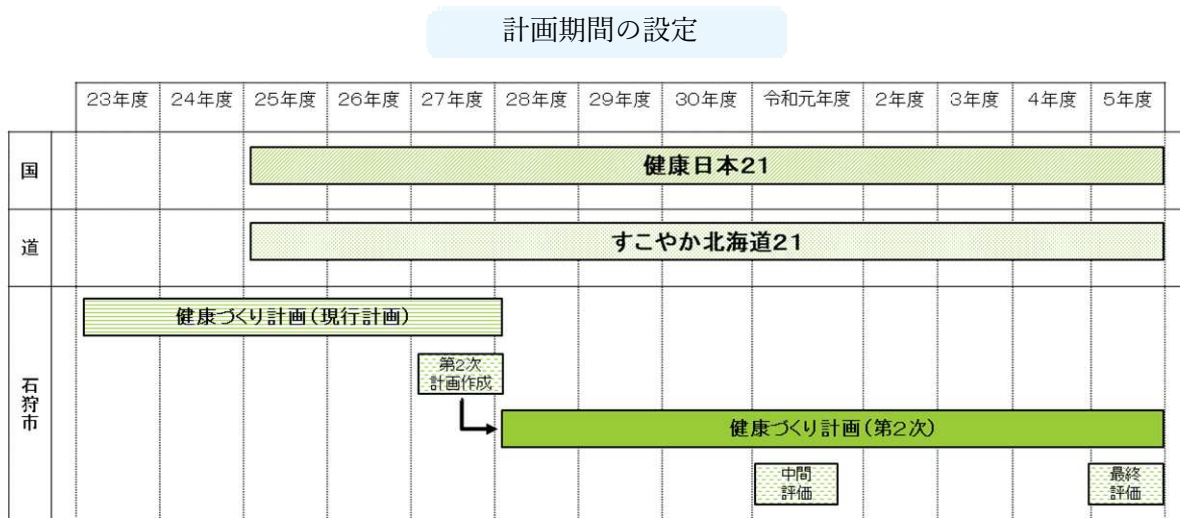 計画期間の設定
23年度 24年度 25年度 26年度 27年度 28年度 29年度 30年度 令和元年度 2年度 3年度 4年度 5年度
国
健康日本21
道
すこやか北海道21
石狩市
健康づくり計画(現行計画)
第2次
計画作成
健康づくり計画(第2次)
中間
評価
最終
評価